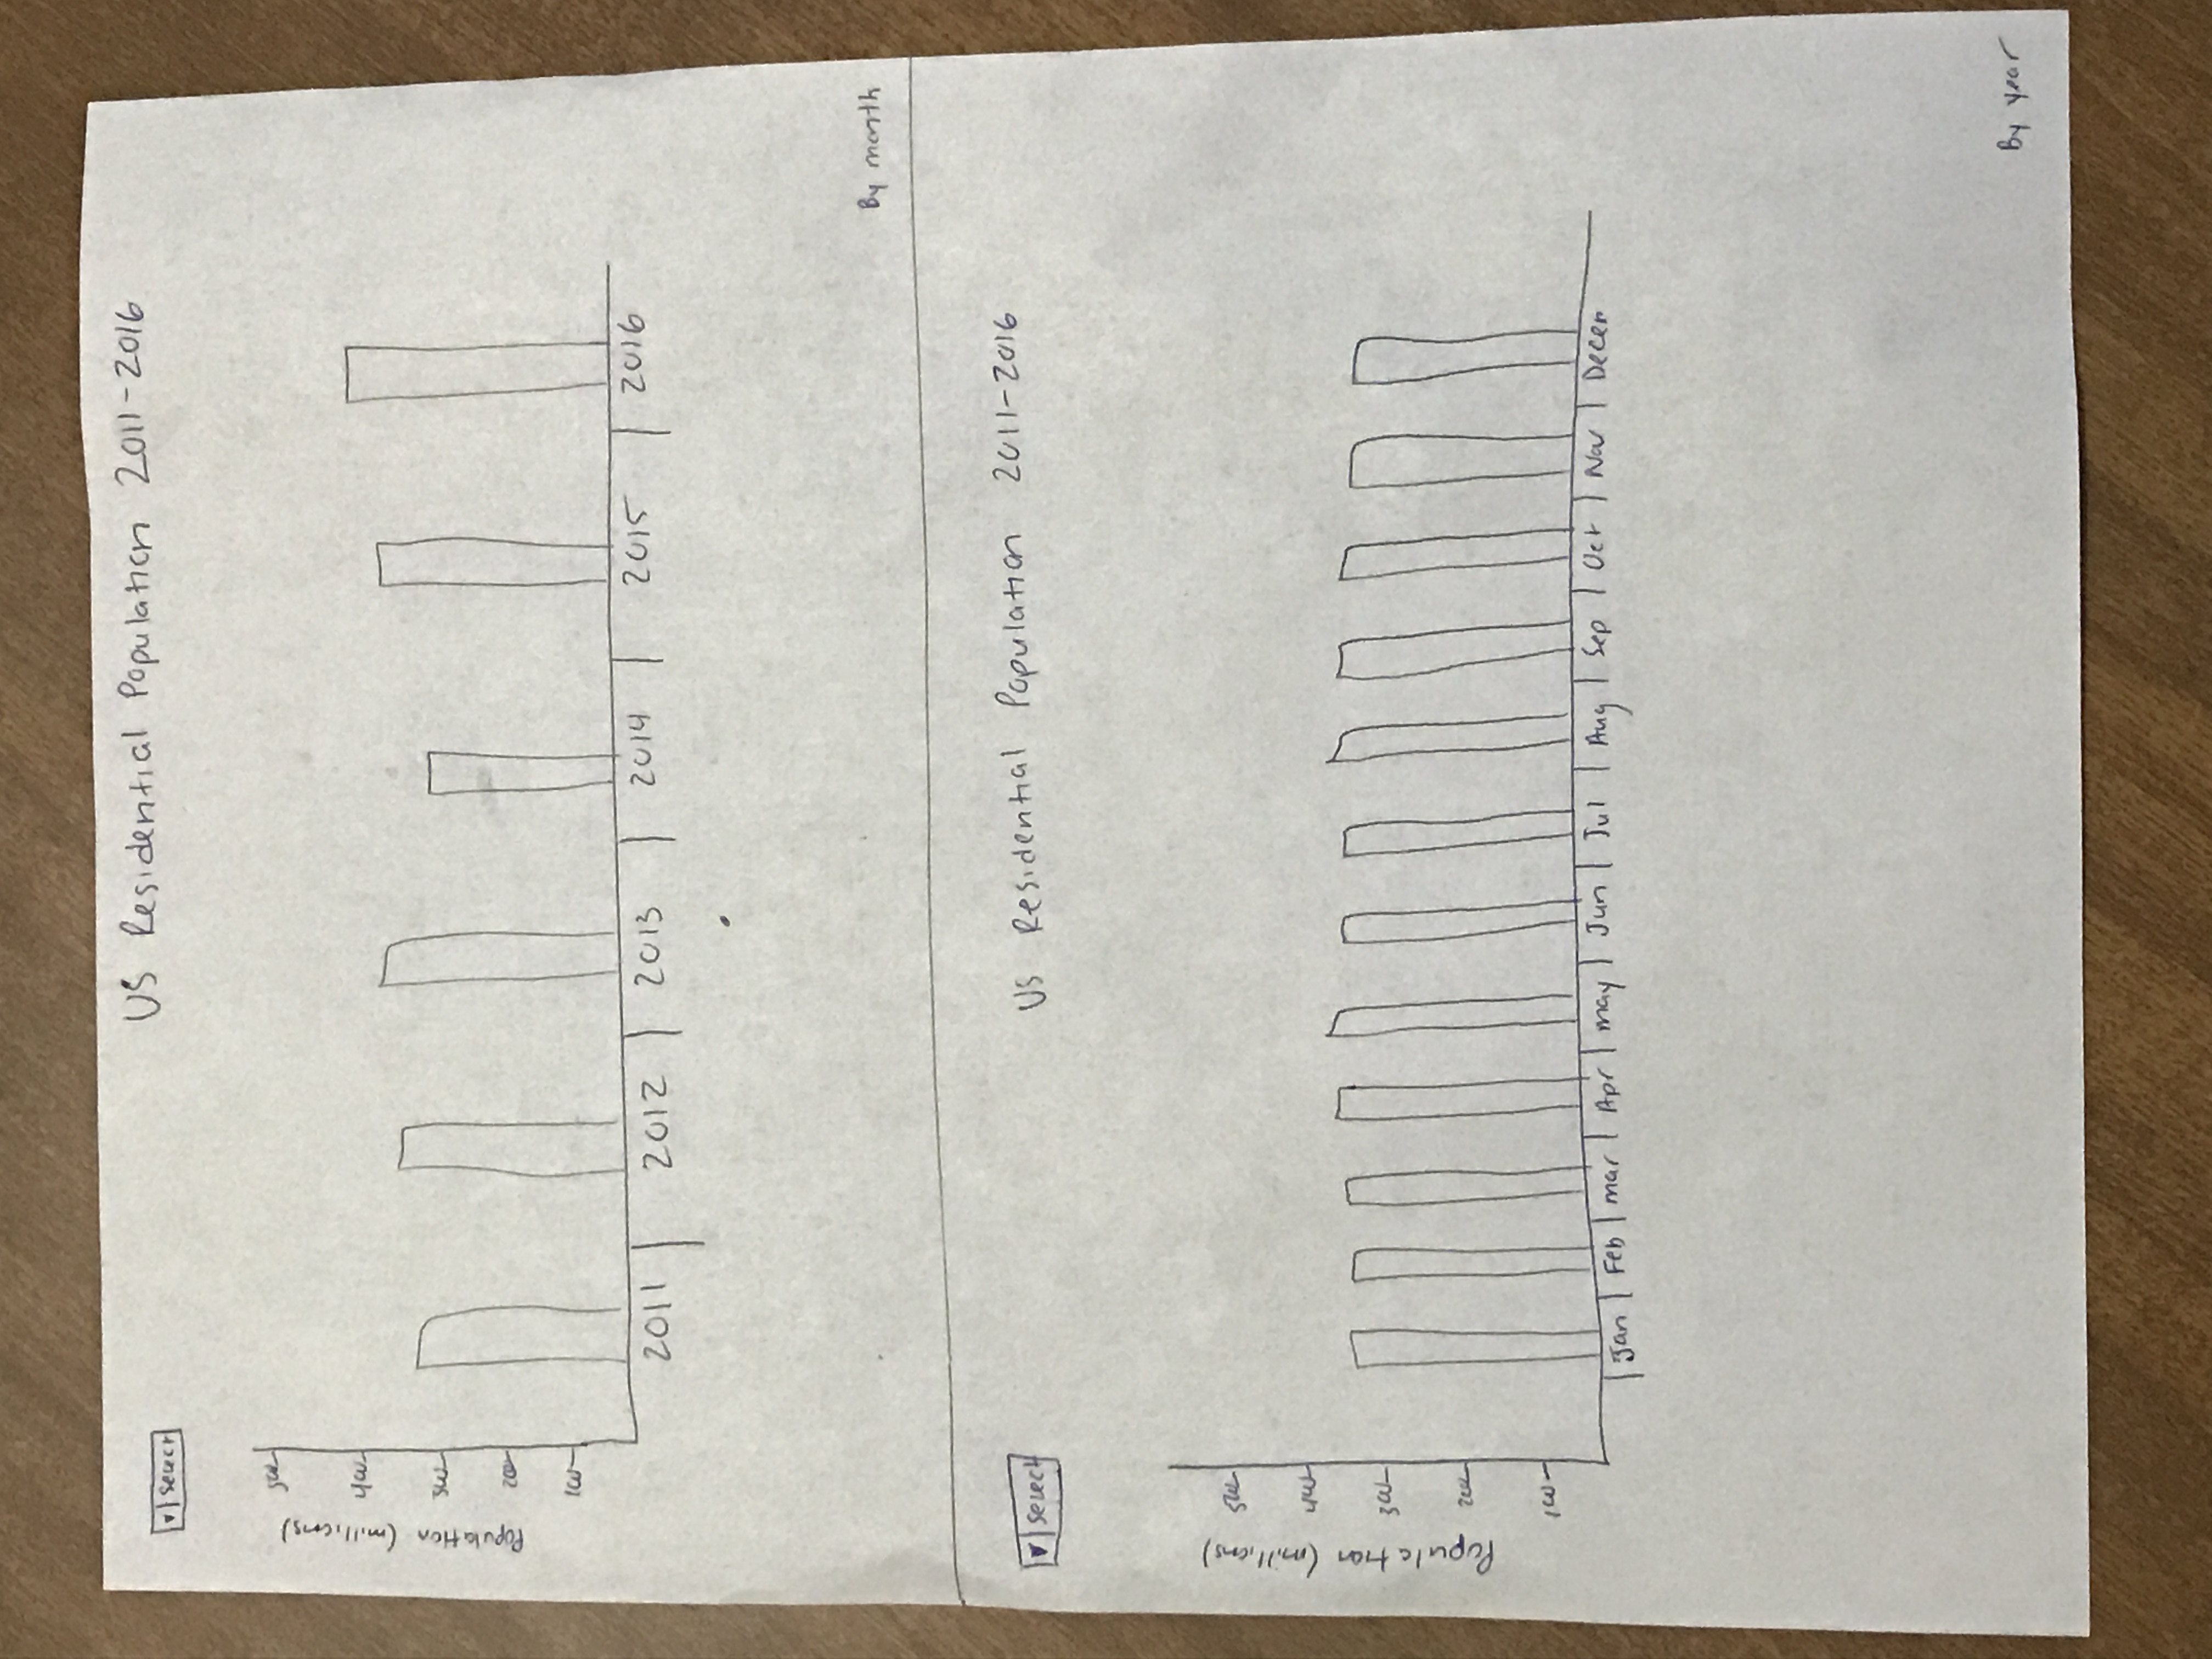 US Residential Population 2011-2016
▾ Select
Population (millions)
500
400
300
200
100
2011 | 2012 | 2013 | 2014 | 2015 | 2016
By month
US Residential Population 2011-2016
▾ Select
Population (millions)
500
400
300
200
100
Jan | Feb | mar | Apr | may | Jun | Jul | Aug | Sep | Oct | Nov | Decem
By year